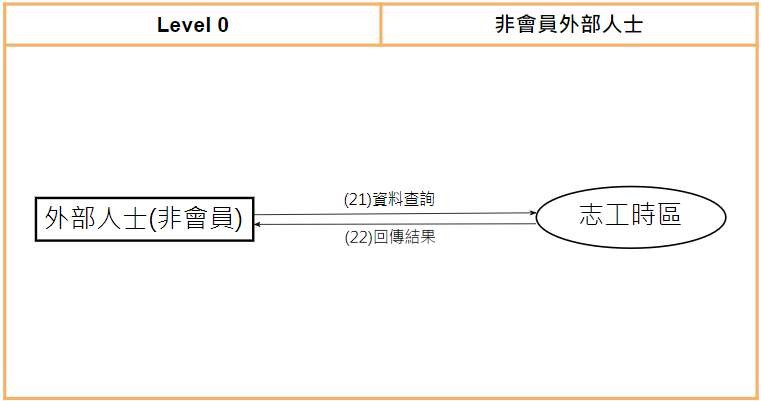 Level 0
非會員外部人士
(21)資料查詢
外部人士(非會員)
志工時區
(22)回傳結果